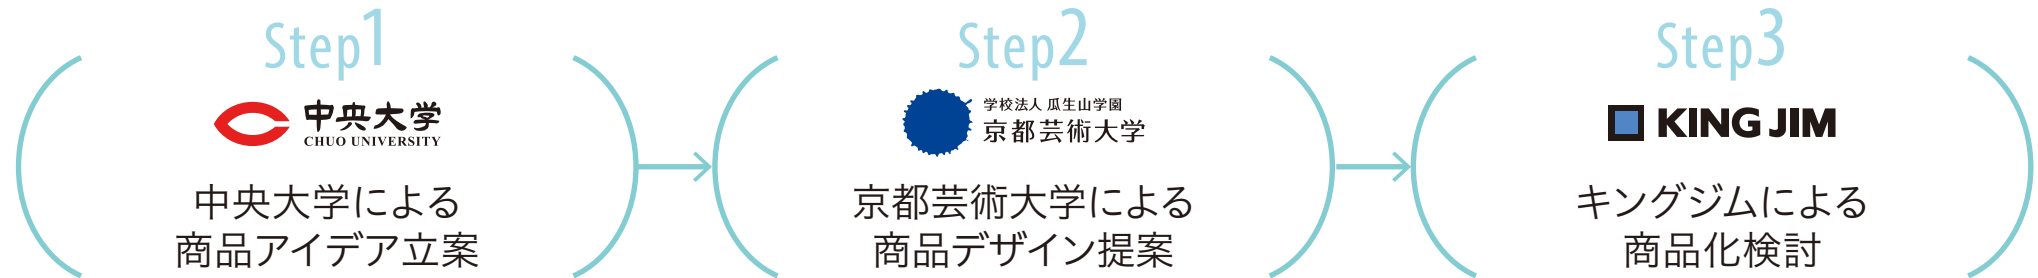 Step1
中央大学
CHUO UNIVERSITY
中央大学による
商品アイデア立案
Step2
学校法人 瓜生山学園
京都芸術大学
京都芸術大学による
商品デザイン提案
Step3
KING JIM
キングジムによる
商品化検討